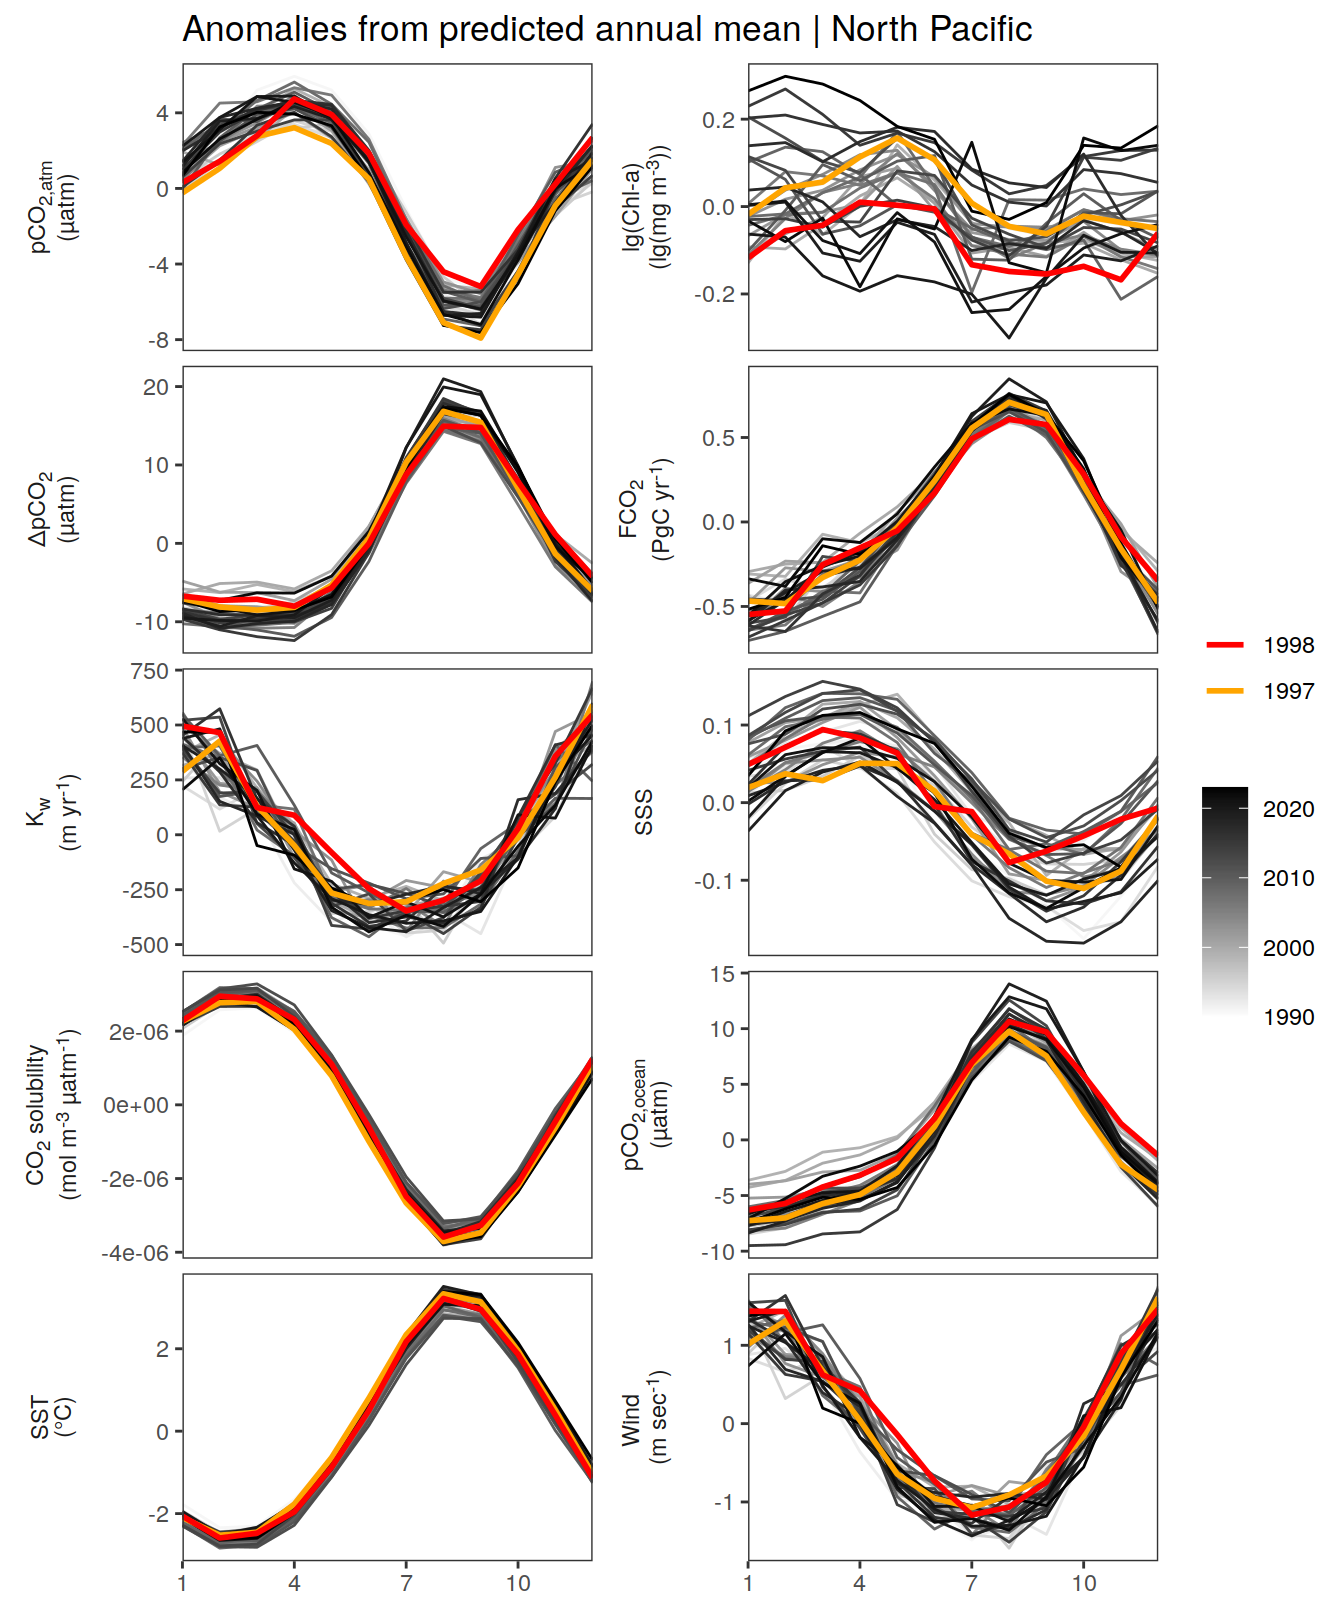 Anomalies from predicted annual mean | North Pacific
pCO2,atm
(µatm)
4
0
-4
-8
lg(Chl-a)
(lg(mg m-3))
0.2
0.0
-0.2
ΔpCO2
(µatm)
20
10
0
-10
FCO2
(PgC yr-1)
0.5
0.0
-0.5
Kw
(m yr-1)
750
500
250
0
-250
-500
SSS
0.1
0.0
-0.1
CO2 solubility
(mol m-3 µatm-1)
2e-06
0e+00
-2e-06
-4e-06
pCO2,ocean
(µatm)
15
10
5
0
-5
-10
SST
(°C)
2
0
-2
1 4 7 10
Wind
(m sec-1)
1
0
-1
1 4 7 10
1998
1997
2020
2010
2000
1990